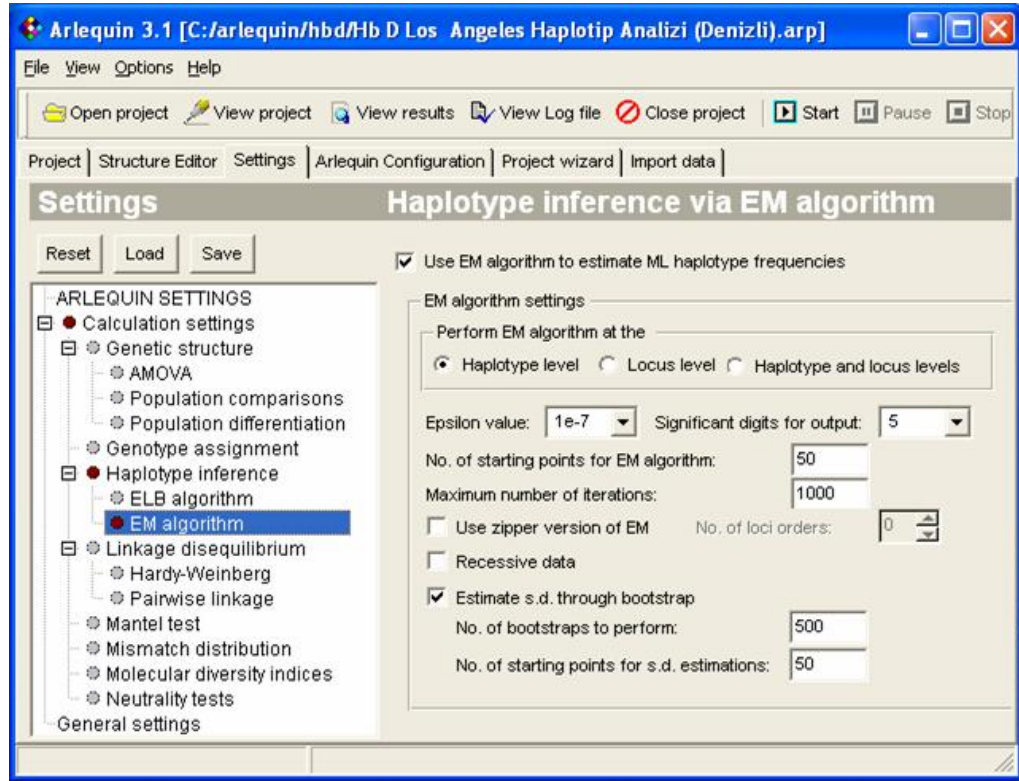 Arlequin 3.1 [C:/arlequin/hbd/Hb D Los  Angeles Haplotip Analizi (Denizli).arp]
File View Options Help
Open project View project View results View Log file Close project Start Pause Stop
Project Structure Editor Settings Arlequin Configuration Project wizard Import data
Settings Haplotype inference via EM algorithm
Reset Load Save
Use EM algorithm to estimate ML haplotype frequencies
ARLEQUIN SETTINGS
Calculation settings
Genetic structure
AMOVA
Population comparisons
Population differentiation
Genotype assignment
Haplotype inference
ELB algorithm
EM algorithm
Linkage disequilibrium
Hardy-Weinberg
Pairwise linkage
Mantel test
Mismatch distribution
Molecular diversity indices
Neutrality tests
General settings
EM algorithm settings
Perform EM algorithm at the
Haplotype level Locus level Haplotype and locus levels
Epsilon value: 1e-7 Significant digits for output: 5
No. of starting points for EM algorithm: 50
Maximum number of iterations: 1000
Use zipper version of EM No. of loci orders: 0
Recessive data
Estimate s.d. through bootstrap
No. of bootstraps to perform: 500
No. of starting points for s.d. estimations: 50